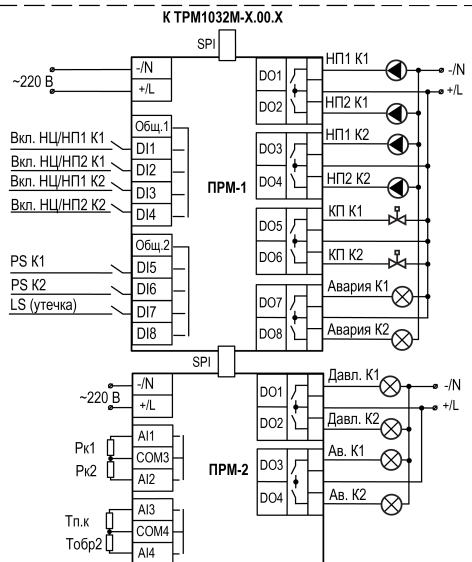 К ТРМ1032М-Х.00.Х
SPI
~220 В
-/N
+/L
Общ.1
Вкл. НЦ/НП1 К1
DI1
Вкл. НЦ/НП2 К1
DI2
Вкл. НЦ/НП1 К2
DI3
Вкл. НЦ/НП2 К2
DI4
Общ.2
PS К1
DI5
PS К2
DI6
LS (утечка)
DI7
DI8
ПРМ-1
DO1
НП1 К1
-/N
+/L
DO2
НП2 К1
DO3
НП1 К2
DO4
НП2 К2
DO5
КП К1
DO6
КП К2
DO7
Авария К1
DO8
Авария К2
SPI
~220 В
-/N
+/L
Рк1
AI1
COM3
Рк2
AI2
Тп.к
AI3
COM4
Тобр2
AI4
ПРМ-2
DO1
Давл. К1
-/N
+/L
DO2
Давл. К2
DO3
Ав. К1
DO4
Ав. К2